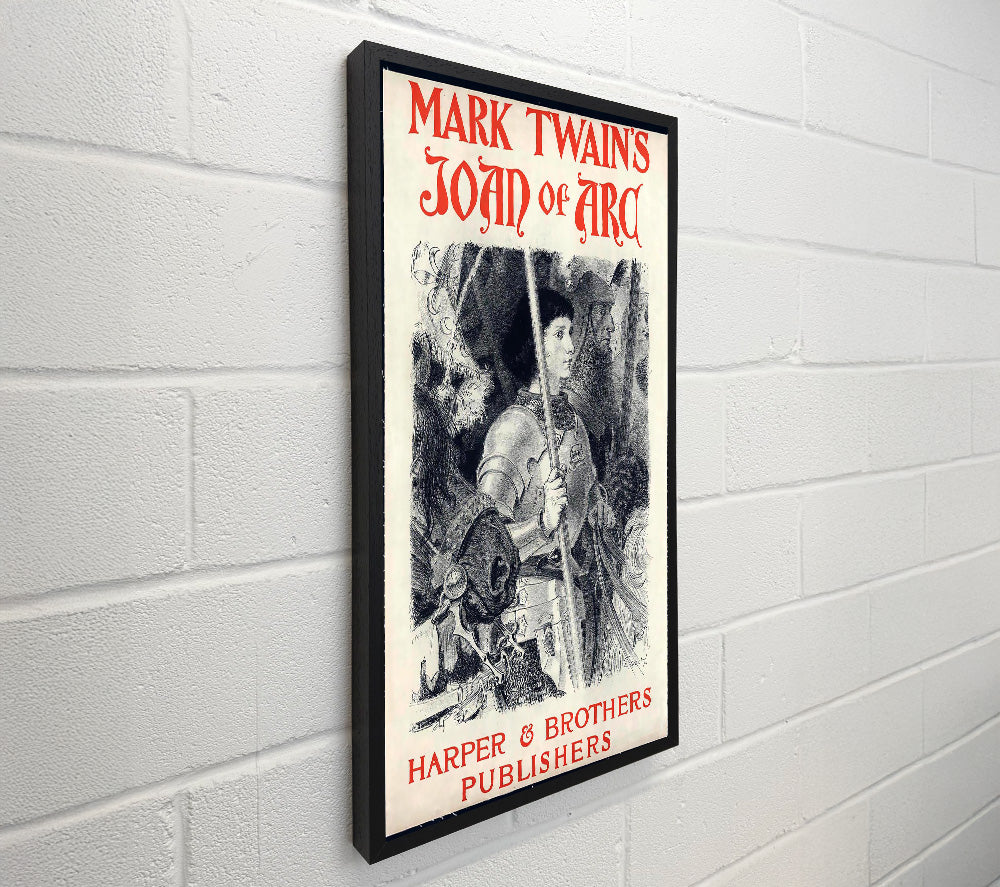 MARK TWAIN'S
JOAN OF ARC
HARPER & BROTHERS
PUBLISHERS